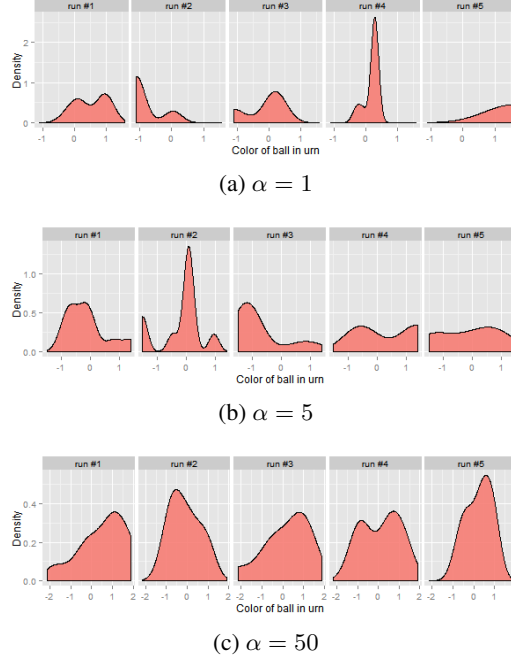 run #1 run #2 run #3 run #4 run #5
Density
2
1
0
-1 0 1 -1 0 1 -1 0 1 -1 0 1 -1 0 1
Color of ball in urn
(a) α = 1
run #1 run #2 run #3 run #4 run #5
Density
1.0
0.5
0.0
-1 0 1 -1 0 1 -1 0 1 -1 0 1 -1 0 1
Color of ball in urn
(b) α = 5
run #1 run #2 run #3 run #4 run #5
Density
0.4
0.2
0.0
-2 -1 0 1 2 -2 -1 0 1 2 -2 -1 0 1 2 -2 -1 0 1 2 -2 -1 0 1 2
Color of ball in urn
(c) α = 50